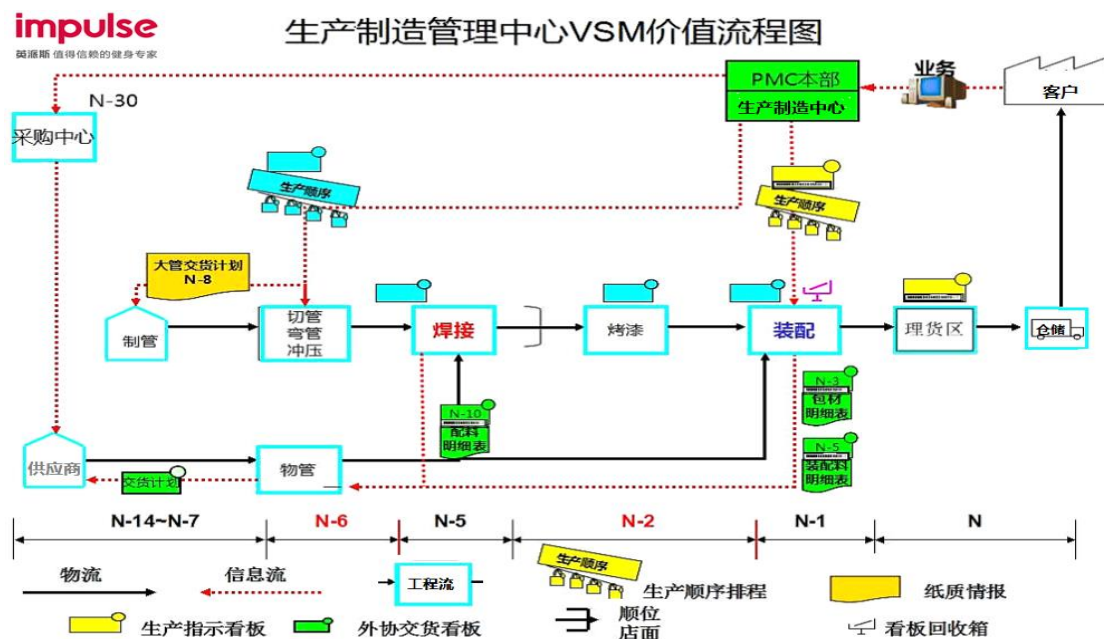 impulse
英派斯 值得信赖的健身专家
生产制造管理中心VSM价值流程图
PMC本部
生产制造中心
业务
客户
N-30
采购中心
生产顺序
生产顺序
大管交货计划
N-8
制管
切管
弯管
冲压
焊接
烤漆
装配
理货区
仓储
N-10
配料
明细表
N-3
包材
明细表
N-5
装配料
明细表
供应商
交货计划
物管
N-14~N-7
N-6
N-5
N-2
N-1
N
物流
信息流
工程流
生产顺序
生产顺序排程
纸质情报
生产指示看板
外协交货看板
顺位
店面
看板回收箱